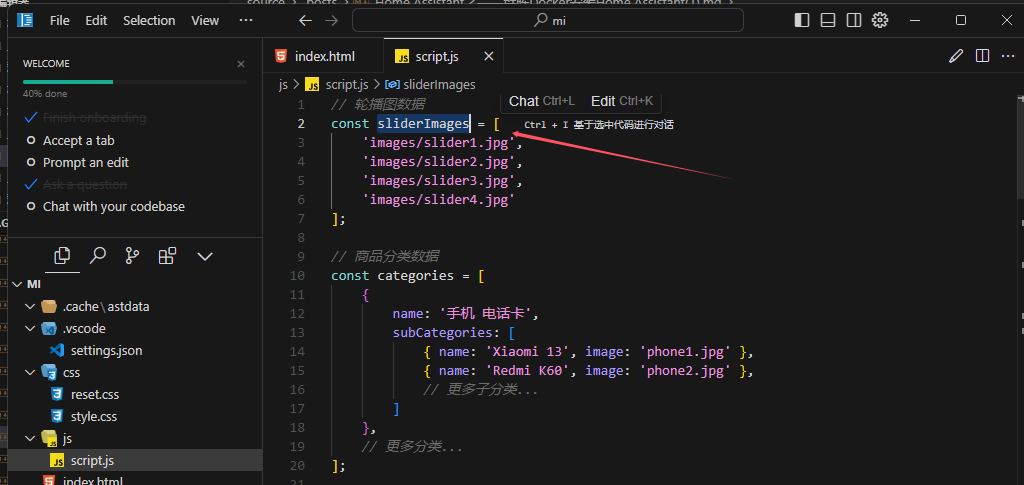 source › _posts › Home Assistant
File Edit Selection View ···
mi
WELCOME
40% done
Finish onboarding
Accept a tab
Prompt an edit
Ask a question
Chat with your codebase
MI
.cache\astdata
.vscode
settings.json
css
reset.css
style.css
js
script.js
index.html
index.html
script.js
js > script.js > sliderImages
Chat Ctrl+L Edit Ctrl+K
Ctrl + I 基于选中代码进行对话
1 // 轮播图数据
2 const sliderImages = [
3 'images/slider1.jpg',
4 'images/slider2.jpg',
5 'images/slider3.jpg',
6 'images/slider4.jpg'
7 ];
8
9 // 商品分类数据
10 const categories = [
11 {
12 name: '手机 电话卡',
13 subCategories: [
14 { name: 'Xiaomi 13', image: 'phone1.jpg' },
15 { name: 'Redmi K60', image: 'phone2.jpg' },
16 // 更多子分类...
17 ]
18 },
19 // 更多分类...
20 ];
21